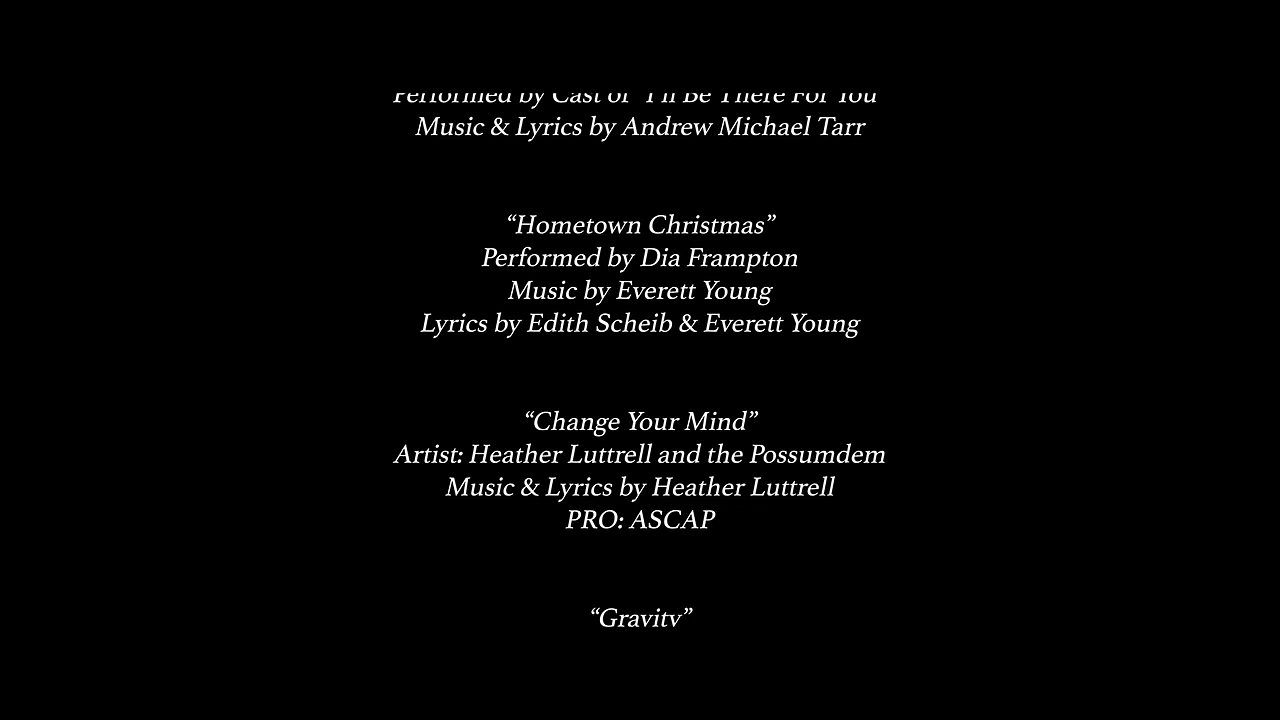 Performed by Cast of "I'll Be There For You"
Music & Lyrics by Andrew Michael Tarr
“Hometown Christmas”
Performed by Dia Frampton
Music by Everett Young
Lyrics by Edith Scheib & Everett Young
“Change Your Mind”
Artist: Heather Luttrell and the Possumdem
Music & Lyrics by Heather Luttrell
PRO: ASCAP
“Gravity”